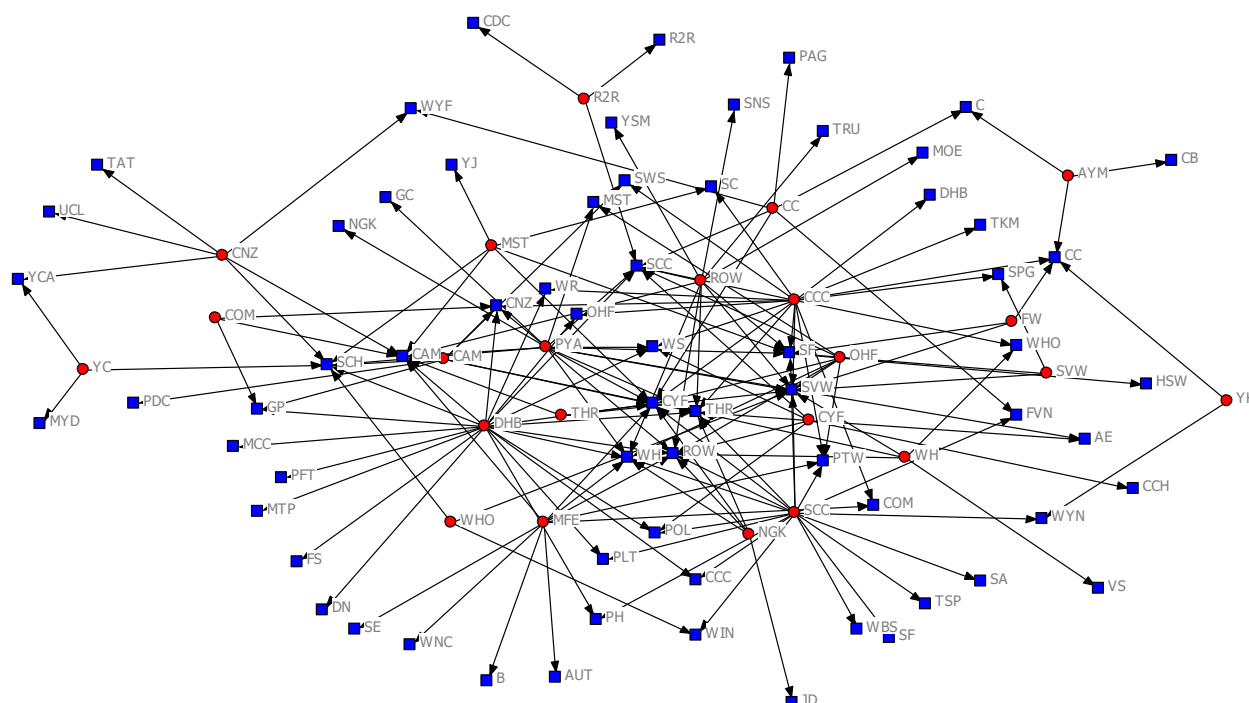 CDC
R2R
PAG
R2R
SNS
C
WYF
YSM
TRU
MOE
CB
TAT
YJ
AYM
SWS
SC
DHB
GC
MST
CC
UCL
NGK
TKM
MST
CNZ
CC
SCC
SPG
YCA
ROW
WR
CCC
CNZ
OHF
COM
FW
PYA
WS
WHO
SF
CAM
CAM
OHF
SCH
YC
SVW
HSW
SVW
PDC
CYF
GP
THR
THR
FVN
CYF
MYD
DHB
AE
MCC
ROW
WH
PTW
WH
PFT
CCH
MTP
COM
SCC
WYN
WHO
MFE
POL
NGK
FS
PLT
CCC
SA
VS
TSP
DN
PH
SE
WIN
WBS
SF
WNC
B
AUT